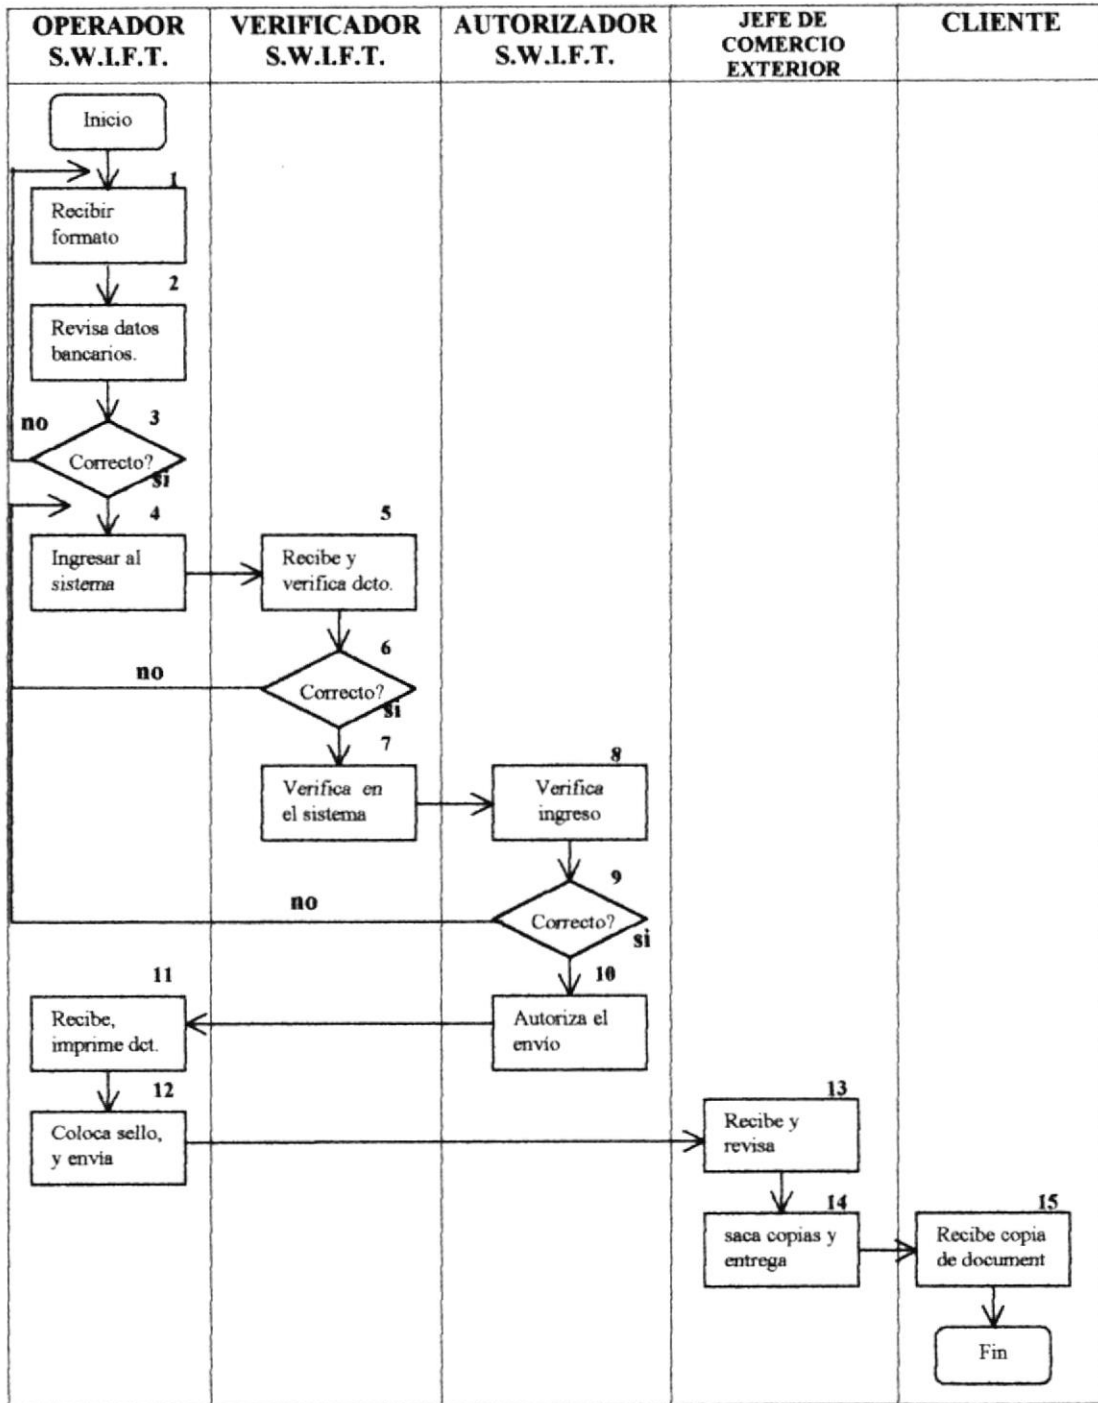 OPERADOR
S.W.I.F.T.
VERIFICADOR
S.W.I.F.T.
AUTORIZADOR
S.W.I.F.T.
JEFE DE
COMERCIO
EXTERIOR
CLIENTE
Inicio
1
Recibir
formato
2
Revisa datos
bancarios.
no
3
Correcto?
si
4
Ingresar al
sistema
5
Recibe y
verifica dcto.
6
no
Correcto?
si
7
Verifica en
el sistema
8
Verifica
ingreso
9
no
Correcto?
si
10
Autoriza el
envío
11
Recibe,
imprime dct.
12
Coloca sello,
y envía
13
Recibe y
revisa
14
saca copias y
entrega
15
Recibe copia
de document
Fin